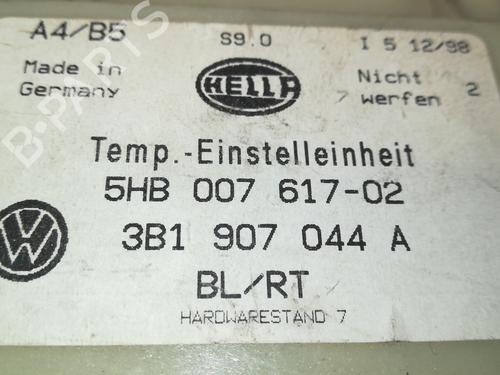 A4/B5 S9.0 I 5 12/98
Made in HELLA Nicht 2
Germany werfen
Temp.-Einstelleinheit
5HB 007 617-02
3B1 907 044 A
BL/RT
HARDWARESTAND 7
B-PARTS